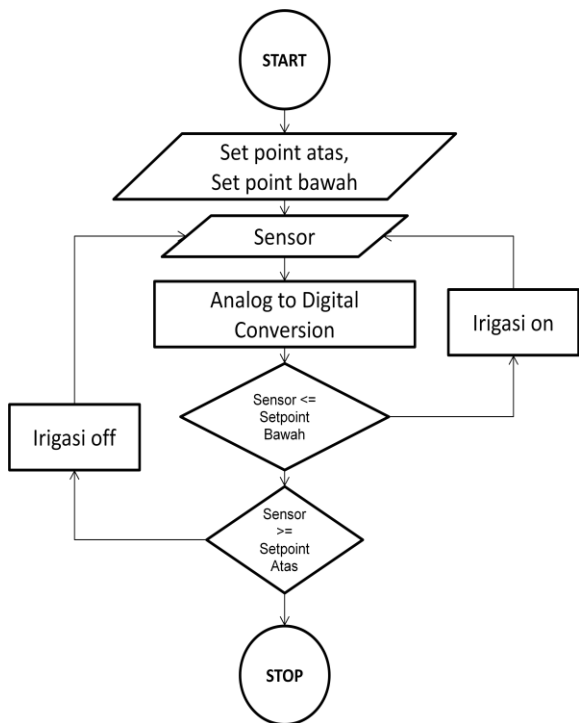 START
Set point atas,
Set point bawah
Sensor
Analog to Digital
Conversion
Irigasi on
Sensor <=
Setpoint
Bawah
Irigasi off
Sensor
>=
Setpoint
Atas
STOP